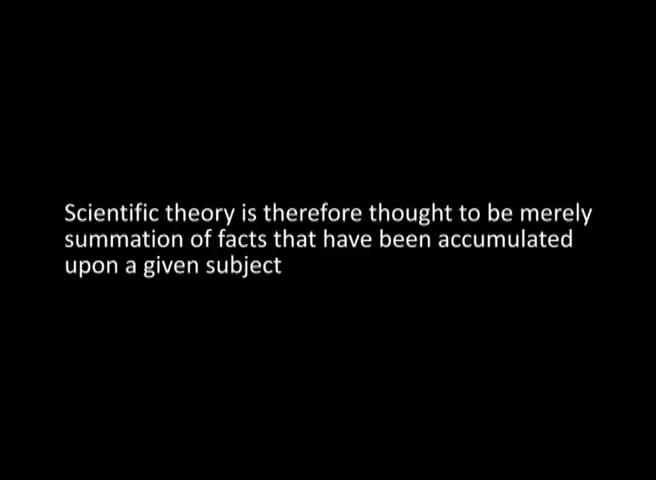 Scientific theory is therefore thought to be merely
summation of facts that have been accumulated
upon a given subject